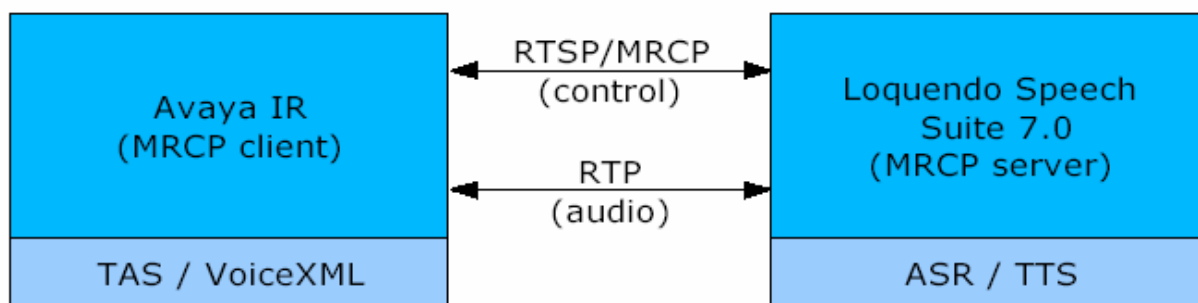 Avaya IR
(MRCP client)
TAS / VoiceXML
RTSP/MRCP
(control)
RTP
(audio)
Loquendo Speech
Suite 7.0
(MRCP server)
ASR / TTS